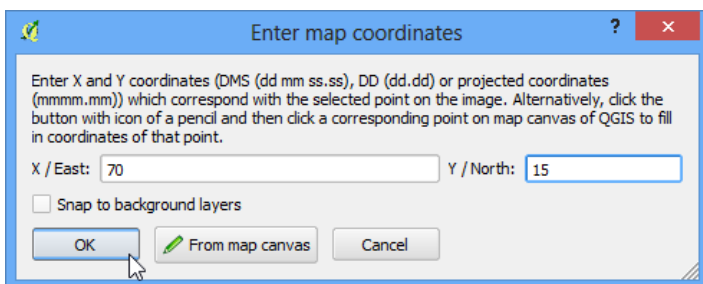 Enter map coordinates ? ×
Enter X and Y coordinates (DMS (dd mm ss.ss), DD (dd.dd) or projected coordinates
(mmmm.mm)) which correspond with the selected point on the image. Alternatively, click the
button with icon of a pencil and then click a corresponding point on map canvas of QGIS to fill
in coordinates of that point.
X / East: 70 Y / North: 15
Snap to background layers
OK From map canvas Cancel